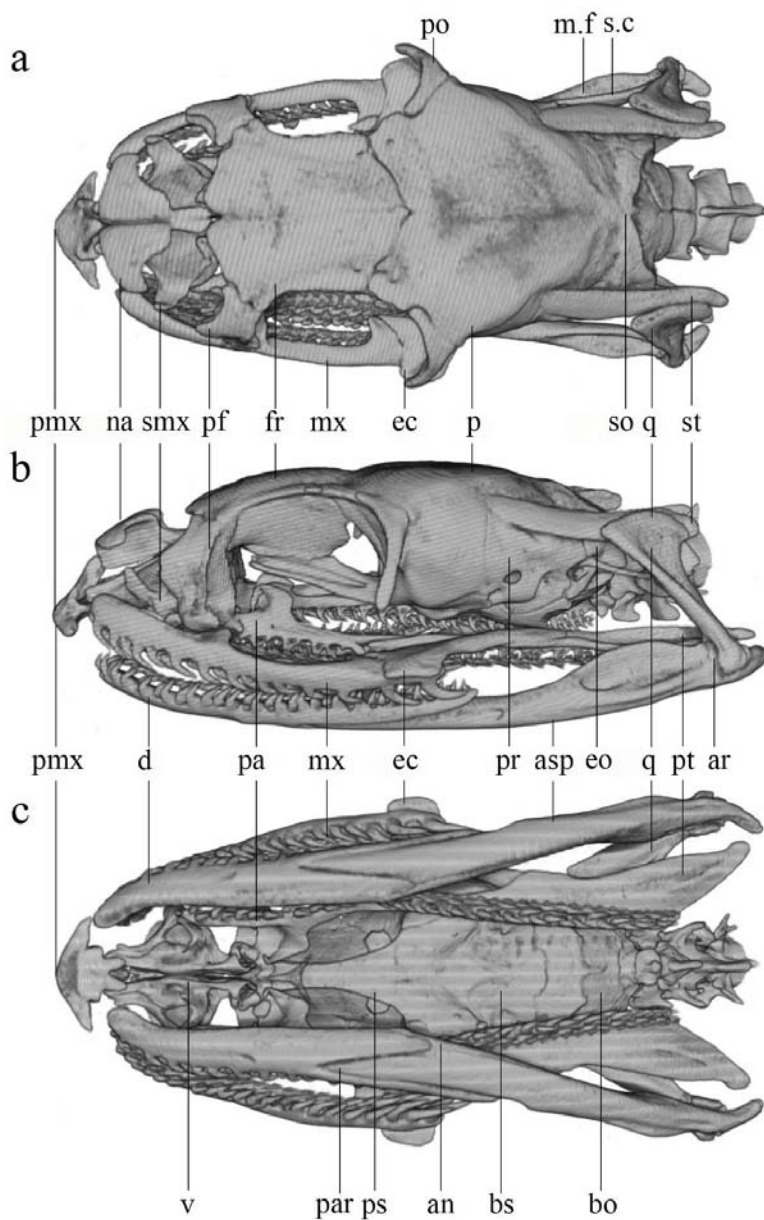 po m.f s.c
a
pmx na smx pf fr mx ec p so q st
b
pmx d pa mx ec pr asp eo q pt ar
c
v par ps an bs bo